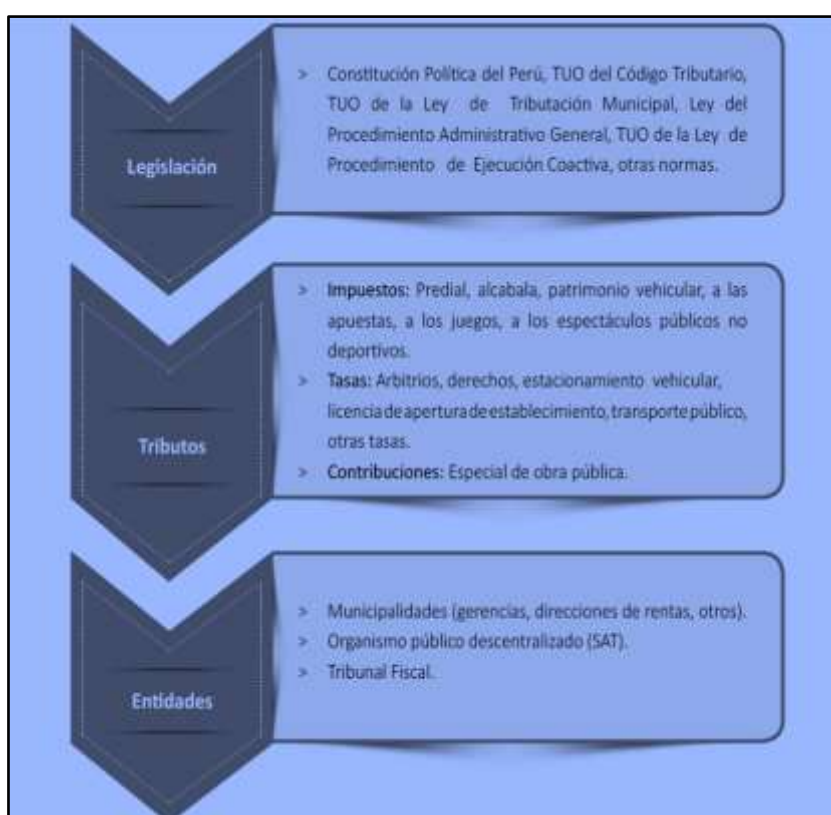 Legislación
> Constitución Política del Perú, TUO del Código Tributario,
TUO de la Ley de Tributación Municipal, Ley del
Procedimiento Administrativo General, TUO de la Ley de
Procedimiento de Ejecución Coactiva, otras normas.
Tributos
> Impuestos: Predial, alcabala, patrimonio vehicular, a las
apuestas, a los juegos, a los espectáculos públicos no
deportivos.
> Tasas: Arbitrios, derechos, estacionamiento vehicular,
licencia de apertura de establecimiento, transporte público,
otras tasas.
> Contribuciones: Especial de obra pública.
Entidades
> Municipalidades (gerencias, direcciones de rentas, otros).
> Organismo público descentralizado (SAT).
> Tribunal Fiscal.